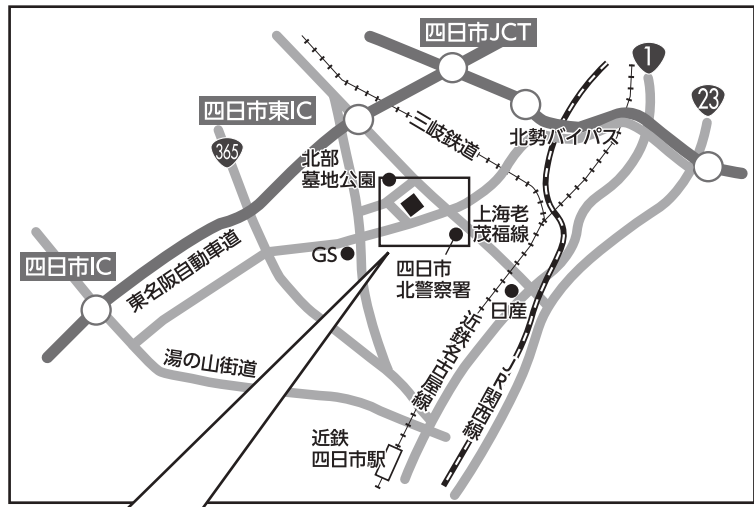 四日市JCT
1
四日市東IC
23
三岐鉄道
北勢バイパス
365
北部
墓地公園
上海老
茂福線
GS
四日市
北警察署
四日市IC
東名阪自動車道
日産
湯の山街道
近鉄名古屋線
JR関西線
近鉄
四日市駅